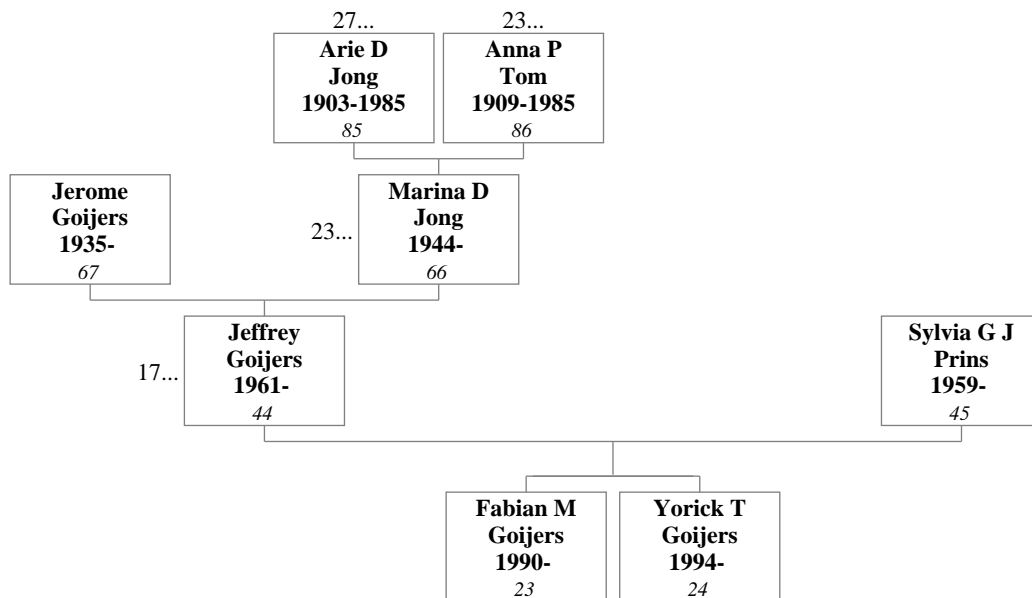 27...
23...
Arie D
Jong
1903-1985
85
Anna P
Tom
1909-1985
86
Jerome
Goijers
1935-
67
23...
Marina D
Jong
1944-
66
17...
Jeffrey
Goijers
1961-
44
Sylvia G J
Prins
1959-
45
Fabian M
Goijers
1990-
23
Yorick T
Goijers
1994-
24